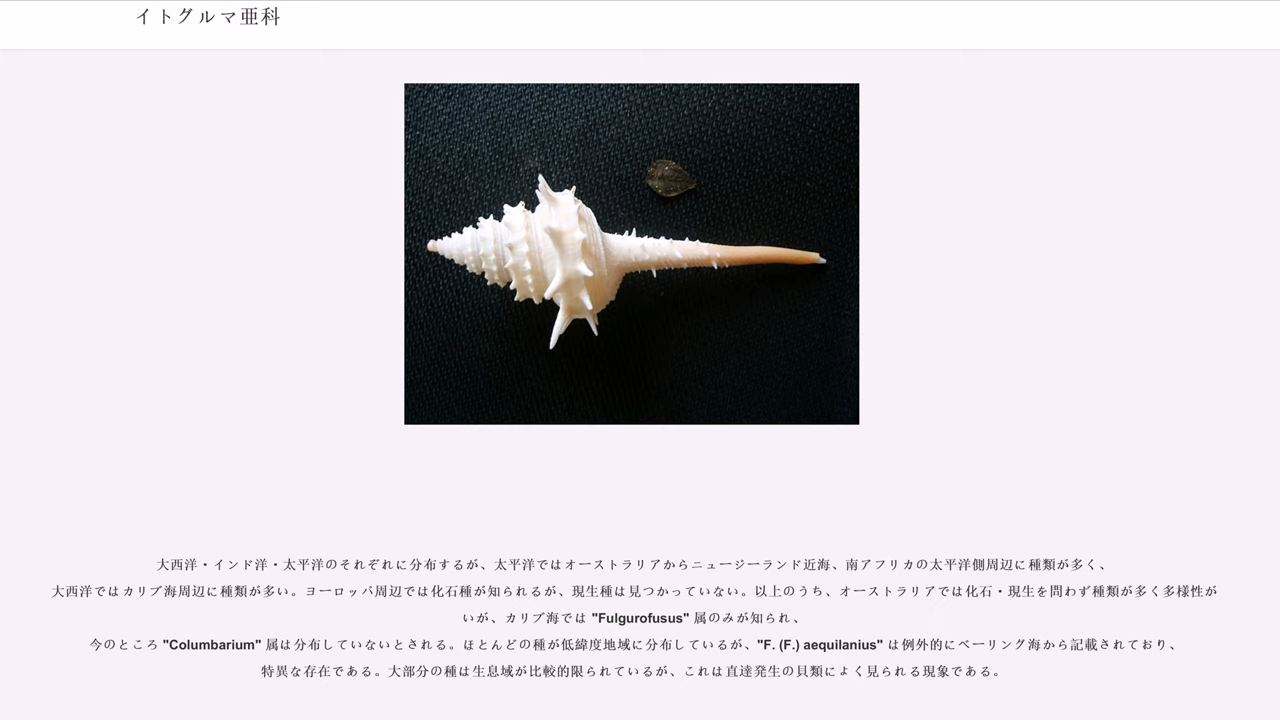 イトグルマ亜科
大西洋・インド洋・太平洋のそれぞれに分布するが、太平洋ではオーストラリアからニュージーランド近海、南アフリカの太平洋側周辺に種類が多く、
大西洋ではカリブ海周辺に種類が多い。ヨーロッパ周辺では化石種が知られるが、現生種は見つかっていない。以上のうち、オーストラリアでは化石・現生を問わず種類が多く多様性が
いが、カリブ海では "Fulgurofusus" 属のみが知られ、
今のところ "Columbarium" 属は分布していないとされる。ほとんどの種が低緯度地域に分布しているが、"F. (F.) aequilanius" は例外的にベーリング海から記載されており、
特異な存在である。大部分の種は生息域が比較的限られているが、これは直達発生の貝類によく見られる現象である。